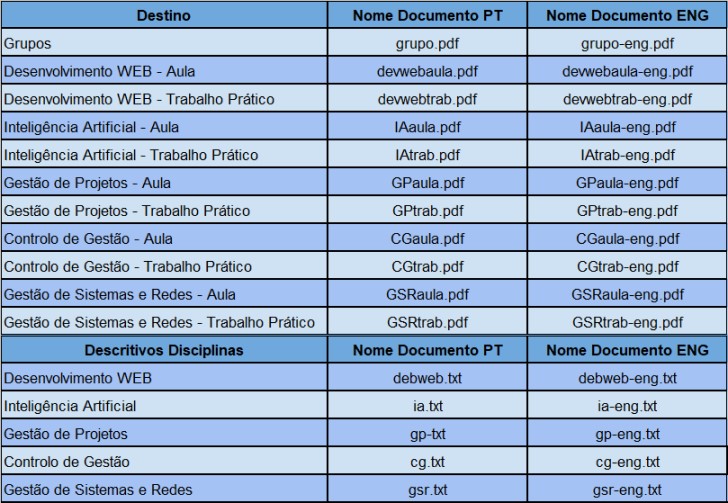 Destino Nome Documento PT Nome Documento ENG
Grupos grupo.pdf grupo-eng.pdf
Desenvolvimento WEB - Aula devwebaula.pdf devwebaula-eng.pdf
Desenvolvimento WEB - Trabalho Prático devwebtrab.pdf devwebtrab-eng.pdf
Inteligência Artificial - Aula IAaula.pdf IAaula-eng.pdf
Inteligência Artificial - Trabalho Prático IAtrab.pdf IAtrab-eng.pdf
Gestão de Projetos - Aula GPaula.pdf GPaula-eng.pdf
Gestão de Projetos - Trabalho Prático GPtrab.pdf GPtrab-eng.pdf
Controlo de Gestão - Aula CGaula.pdf CGaula-eng.pdf
Controlo de Gestão - Trabalho Prático CGtrab.pdf CGtrab-eng.pdf
Gestão de Sistemas e Redes - Aula GSRaula.pdf GSRaula-eng.pdf
Gestão de Sistemas e Redes - Trabalho Prático GSRtrab.pdf GSRtrab-eng.pdf
Descritivos Disciplinas Nome Documento PT Nome Documento ENG
Desenvolvimento WEB debweb.txt debweb-eng.txt
Inteligência Artificial ia.txt ia-eng.txt
Gestão de Projetos gp-txt gp-eng.txt
Controlo de Gestão cg.txt cg-eng.txt
Gestão de Sistemas e Redes gsr.txt gsr-eng.txt